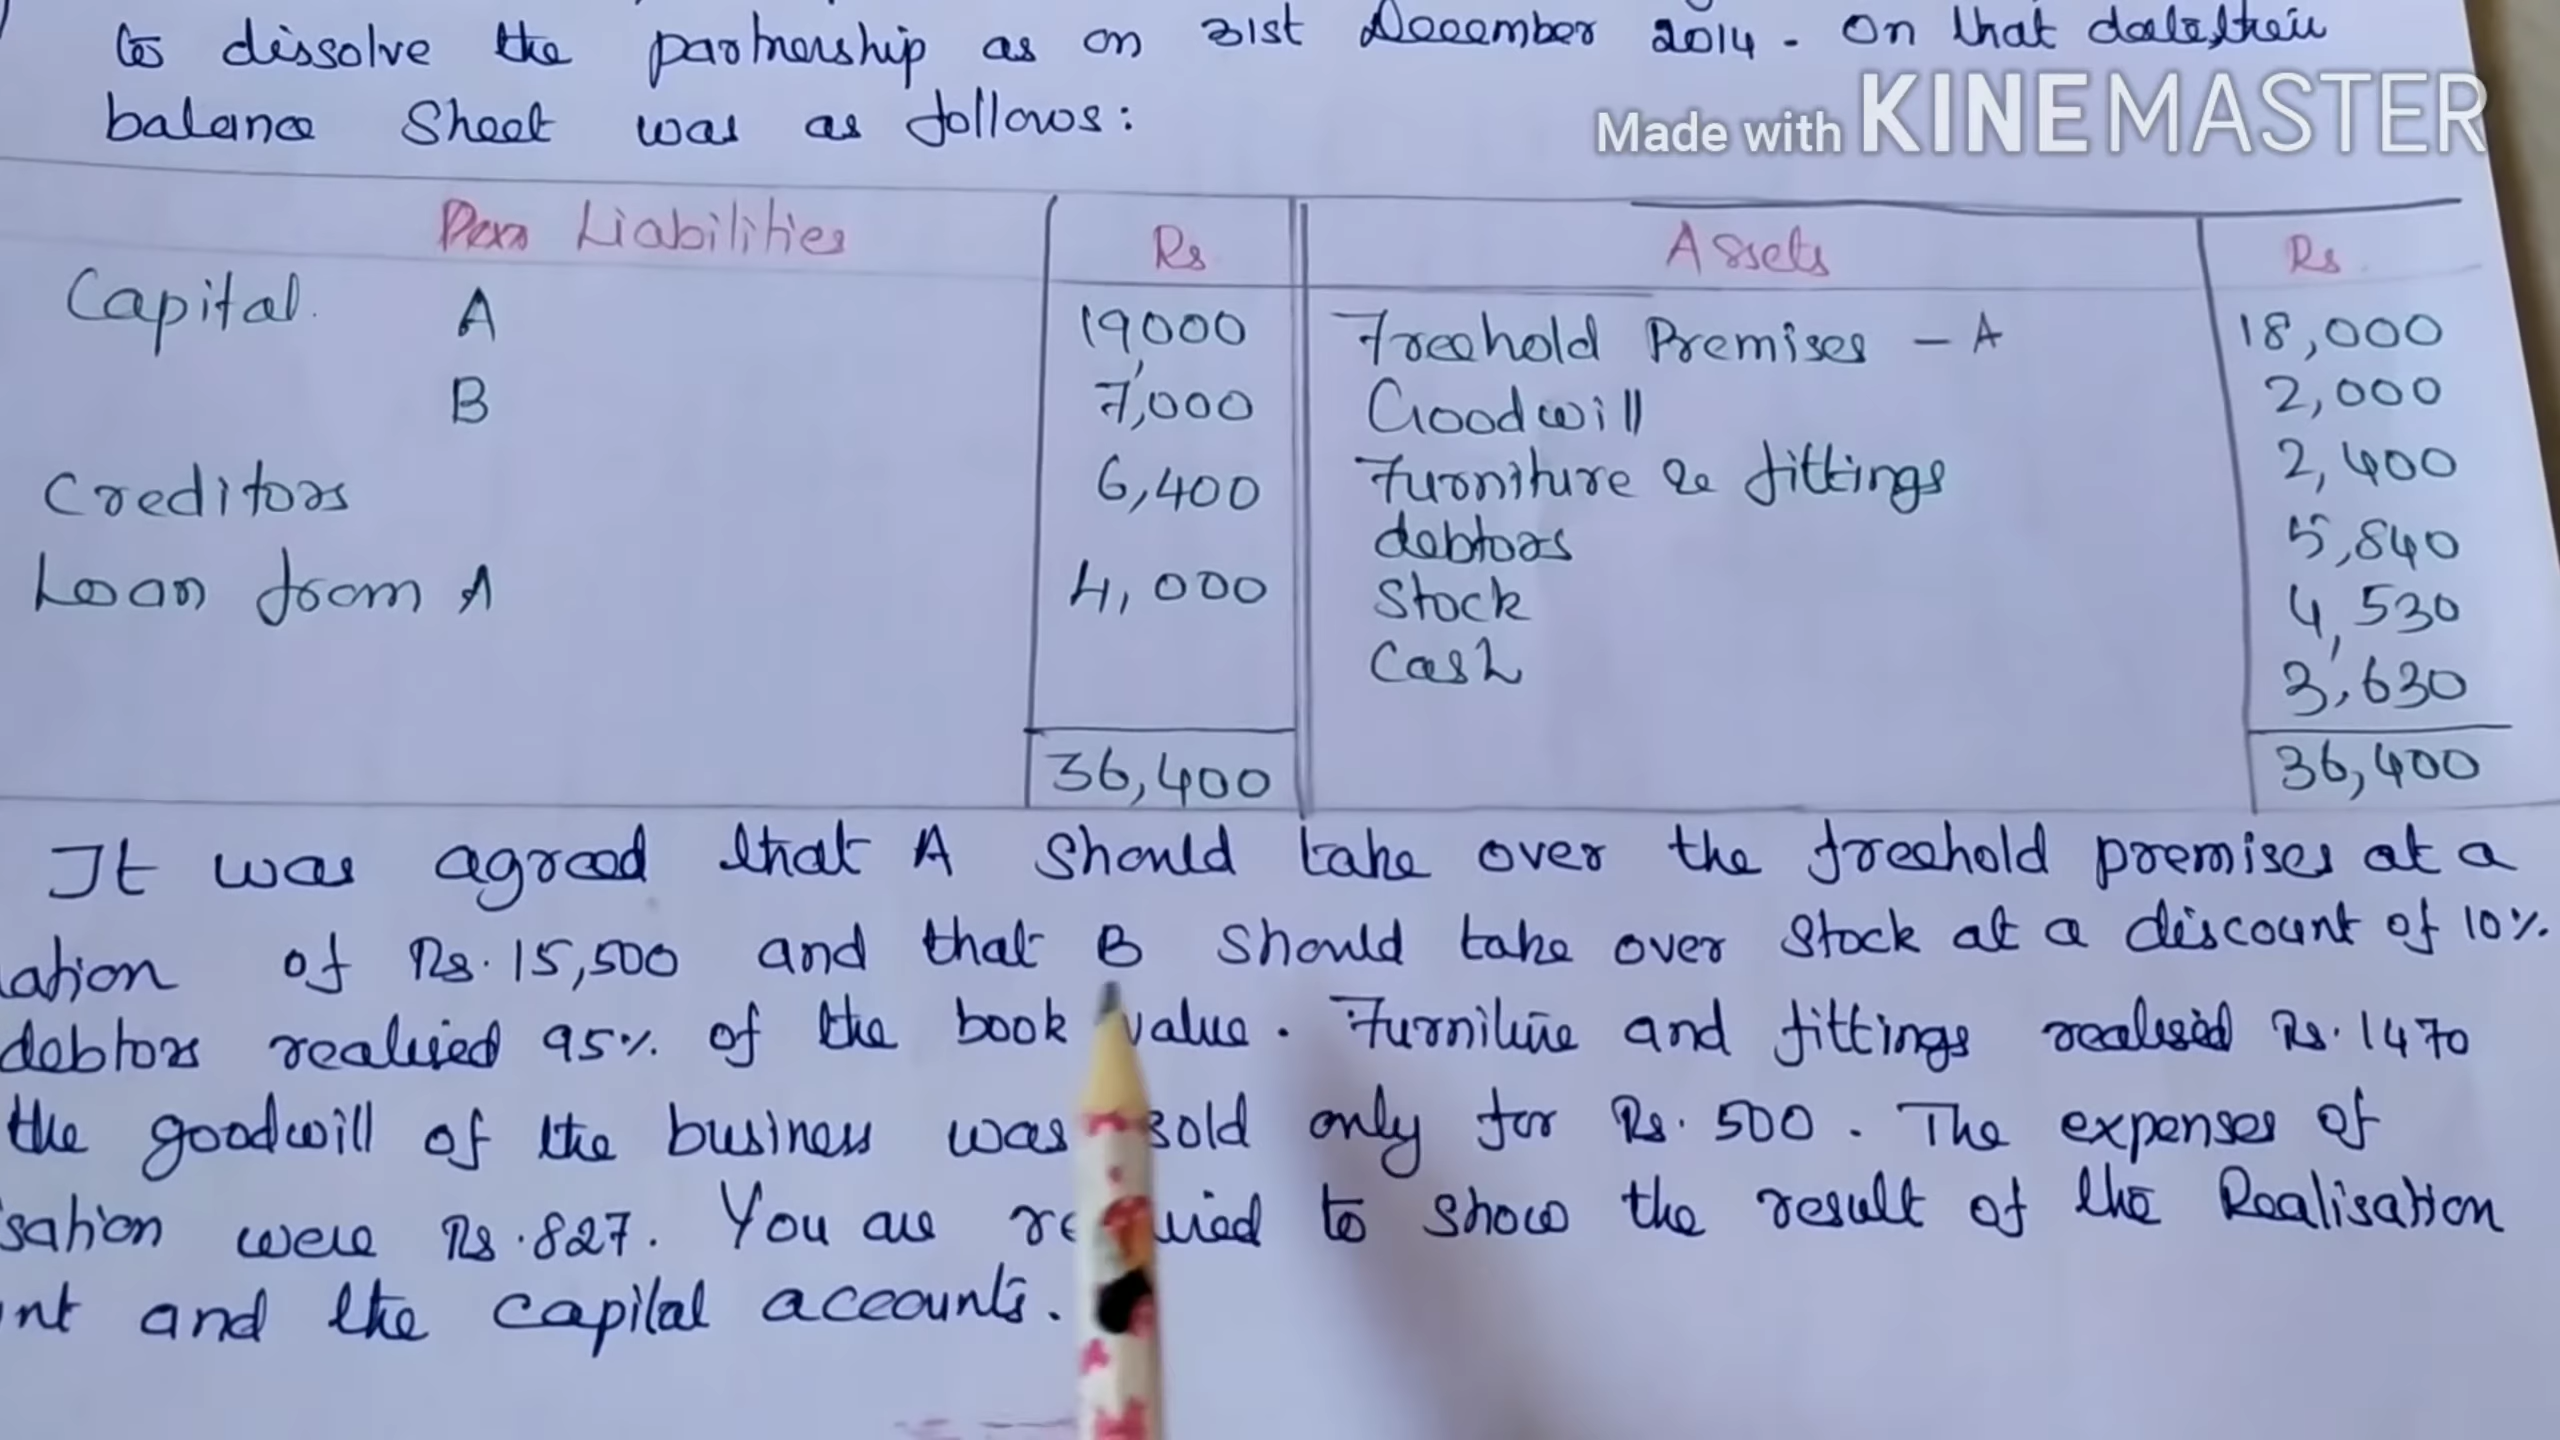 to dissolve the partnership as on 31st December 2014 - On that date, their
balance Sheet was as follows:
Made with KINEMASTER
Liabilities Rs Assets Rs
Capital. A 19,000 Freehold Premises - A 18,000
B 7,000 Goodwill 2,000
Creditors 6,400 Furniture & fittings 2,400
debtors 5,840
Loan from A 4,000 Stock 4,530
Cash 3,630
36,400 36,400
It was agreed that A should take over the freehold premises at a
ation of Rs. 15,500 and that B should take over Stock at a discount of 10%.
debtors realised 95% of the book value. Furniture and fittings realised Rs. 1470
the goodwill of the business was sold only for Rs. 500. The expenses of
sation were Rs. 827. You are re uired to show the result of the Realisation
nt and the capital accounts.